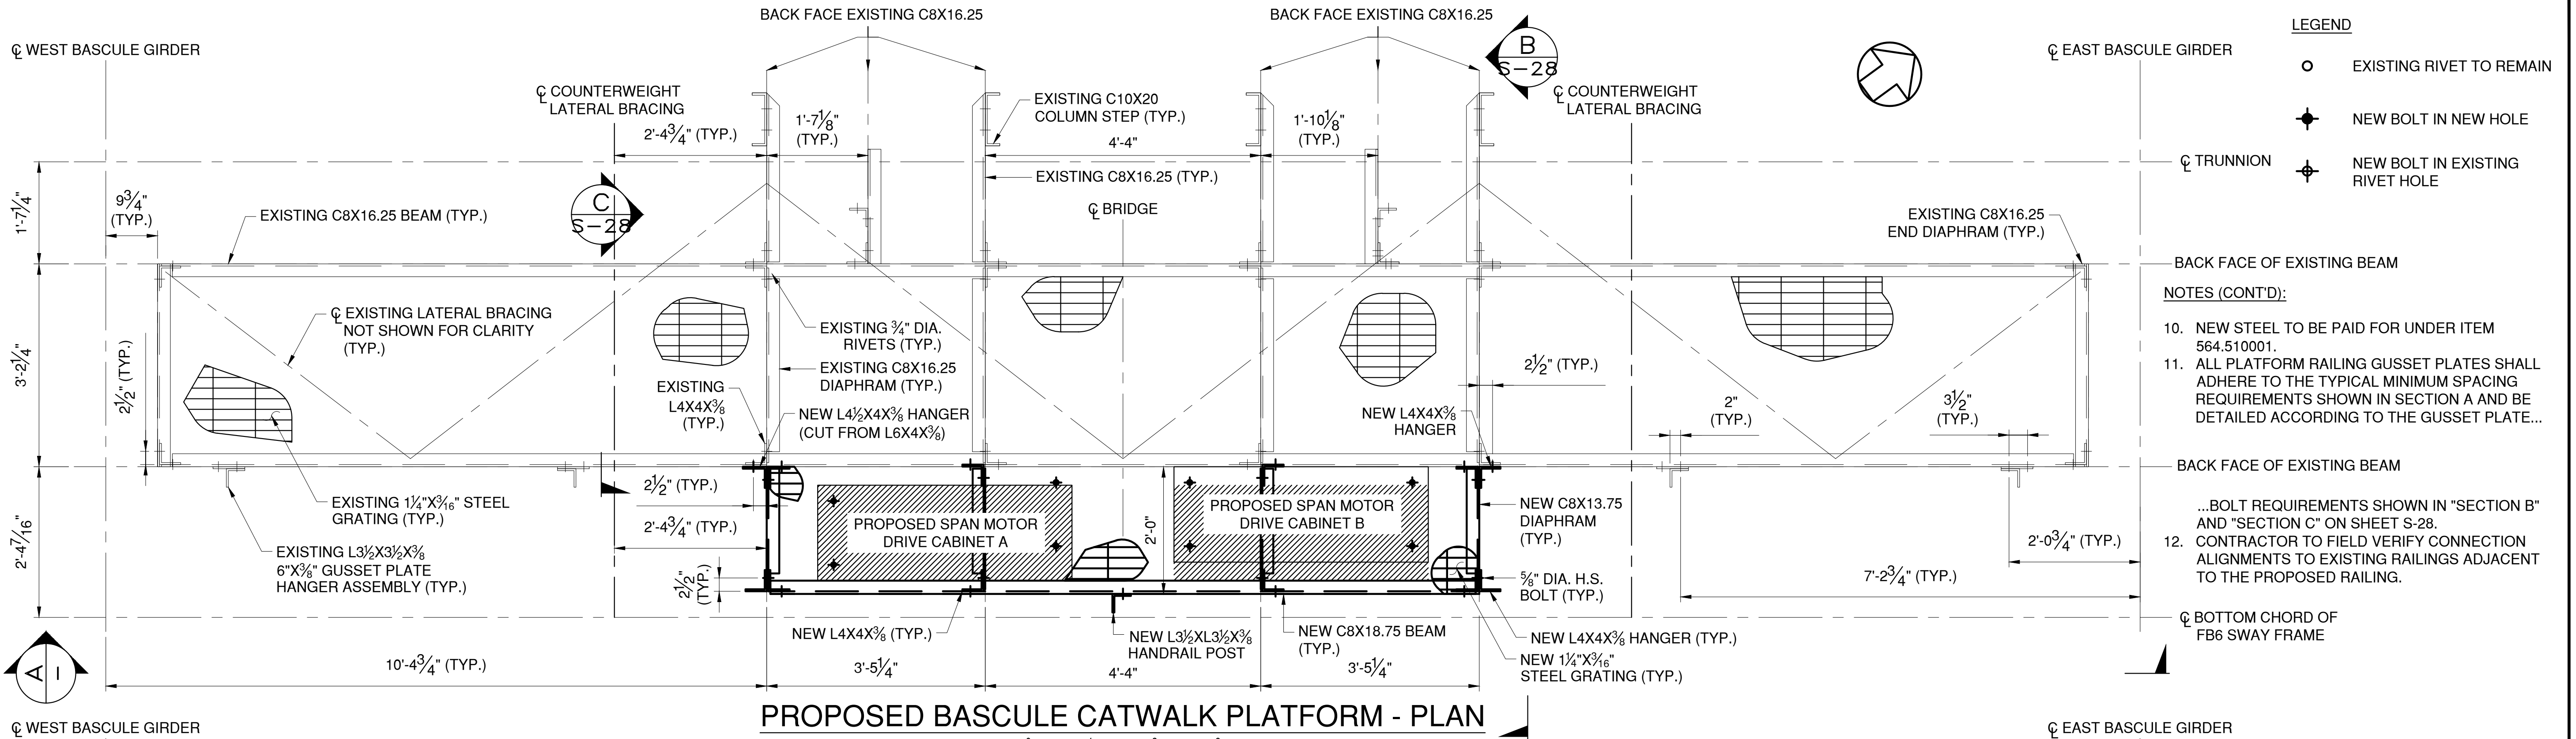 BACK FACE EXISTING C8X16.25
BACK FACE EXISTING C8X16.25
LEGEND
℄ WEST BASCULE GIRDER
℄ EAST BASCULE GIRDER
B
S-28
EXISTING RIVET TO REMAIN
NEW BOLT IN NEW HOLE
NEW BOLT IN EXISTING
RIVET HOLE
℄ COUNTERWEIGHT
LATERAL BRACING
℄ COUNTERWEIGHT
LATERAL BRACING
EXISTING C10X20
COLUMN STEP (TYP.)
2'-4¾" (TYP.)
1'-7⅛"
(TYP.)
4'-4"
1'-10⅛"
(TYP.)
℄ TRUNNION
EXISTING C8X16.25 (TYP.)
1'-7¼"
9¾"
(TYP.)
EXISTING C8X16.25 BEAM (TYP.)
C
S-28
℄ BRIDGE
EXISTING C8X16.25
END DIAPHRAM (TYP.)
BACK FACE OF EXISTING BEAM
NOTES (CONT'D):
10. NEW STEEL TO BE PAID FOR UNDER ITEM
564.510001.
11. ALL PLATFORM RAILING GUSSET PLATES SHALL
ADHERE TO THE TYPICAL MINIMUM SPACING
REQUIREMENTS SHOWN IN SECTION A AND BE
DETAILED ACCORDING TO THE GUSSET PLATE...
℄ EXISTING LATERAL BRACING
NOT SHOWN FOR CLARITY
(TYP.)
3'-2¼"
2½" (TYP.)
EXISTING ¾" DIA.
RIVETS (TYP.)
EXISTING C8X16.25
DIAPHRAM (TYP.)
EXISTING
L4X4X⅜
(TYP.)
NEW L4½X4X⅜ HANGER
(CUT FROM L6X4X⅜)
2½" (TYP.)
NEW L4X4X⅜
HANGER
2"
(TYP.)
3½"
(TYP.)
BACK FACE OF EXISTING BEAM
...BOLT REQUIREMENTS SHOWN IN "SECTION B"
AND "SECTION C" ON SHEET S-28.
12. CONTRACTOR TO FIELD VERIFY CONNECTION
ALIGNMENTS TO EXISTING RAILINGS ADJACENT
TO THE PROPOSED RAILING.
2'-4 7/16"
EXISTING 1¼"X3/16" STEEL
GRATING (TYP.)
EXISTING L3½X3½X⅜
6"X⅜" GUSSET PLATE
HANGER ASSEMBLY (TYP.)
2½" (TYP.)
2'-4¾" (TYP.)
2½"
(TYP.)
PROPOSED SPAN MOTOR
DRIVE CABINET A
2'-0"
PROPOSED SPAN MOTOR
DRIVE CABINET B
NEW C8X13.75
DIAPHRAM
(TYP.)
⅝" DIA. H.S.
BOLT (TYP.)
2'-0¾" (TYP.)
7'-2¾" (TYP.)
NEW L4X4X⅜ (TYP.)
NEW L3½XL3½X⅜
HANDRAIL POST
NEW C8X18.75 BEAM
(TYP.)
NEW L4X4X⅜ HANGER (TYP.)
NEW 1¼"X3/16"
STEEL GRATING (TYP.)
℄ BOTTOM CHORD OF
FB6 SWAY FRAME
A
–
10'-4¾" (TYP.)
3'-5¼"
4'-4"
3'-5¼"
PROPOSED BASCULE CATWALK PLATFORM - PLAN
℄ WEST BASCULE GIRDER
℄ EAST BASCULE GIRDER